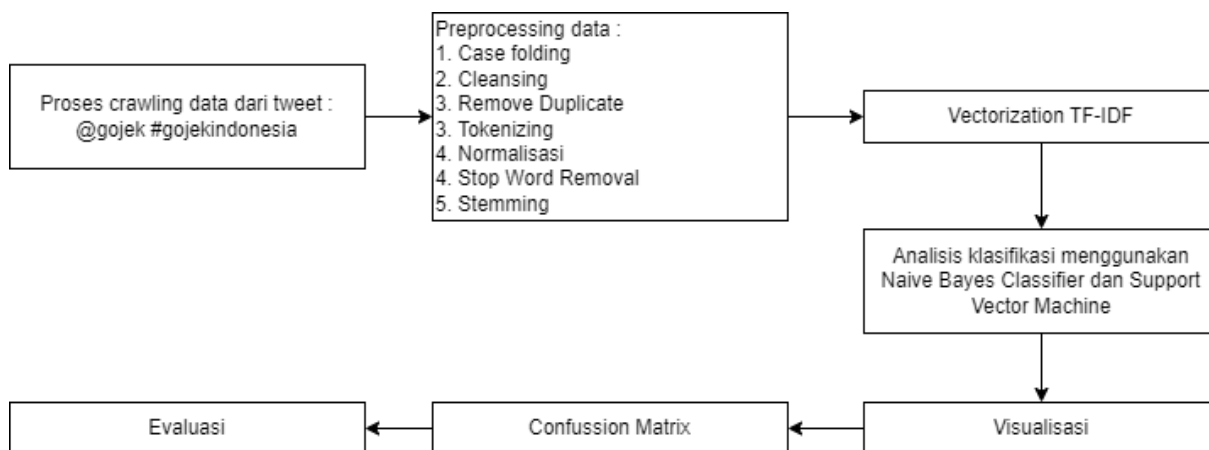 Proses crawling data dari tweet :
@gojek #gojekindonesia
Preprocessing data :
1. Case folding
2. Cleansing
3. Remove Duplicate
3. Tokenizing
4. Normalisasi
4. Stop Word Removal
5. Stemming
Vectorization TF-IDF
Analisis klasifikasi menggunakan
Naive Bayes Classifier dan Support
Vector Machine
Visualisasi
Confussion Matrix
Evaluasi